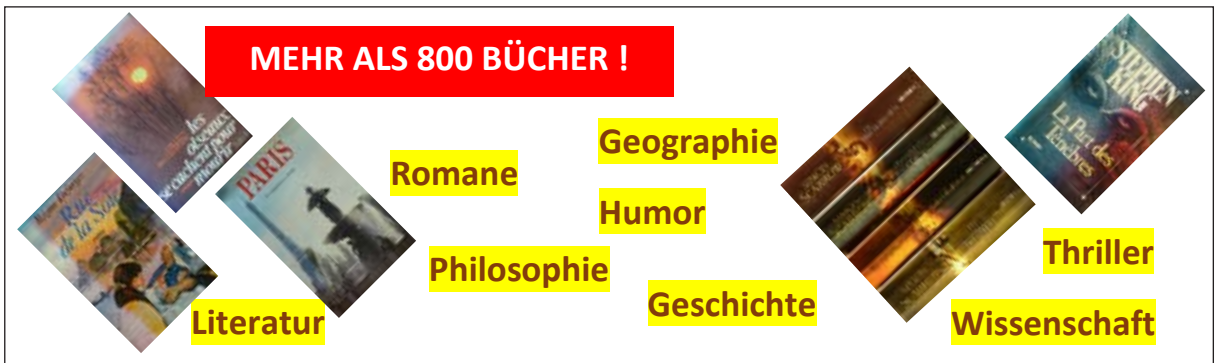 MEHR ALS 800 BÜCHER !
les
oiseaux
se cachent pour
mourir
Rue
de la Soie
PARIS
Romane
Philosophie
Literatur
Geographie
Humor
Geschichte
STEPHEN
KING
La Part des
Ténèbres
Thriller
Wissenschaft